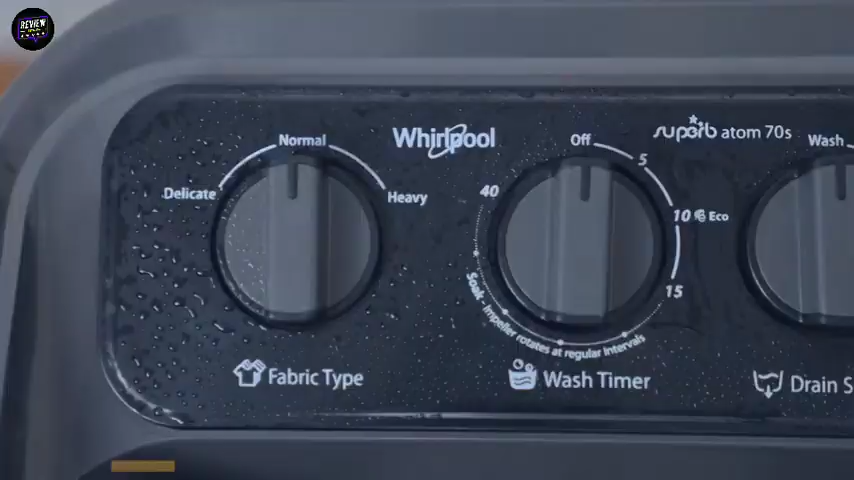 REVIEW
Normal
Whirlpool
Off
superb atom 70s
Wash
5
Delicate
Heavy
40
10 Eco
15
Soak - Impeller rotates at regular intervals
Fabric Type
Wash Timer
Drain S